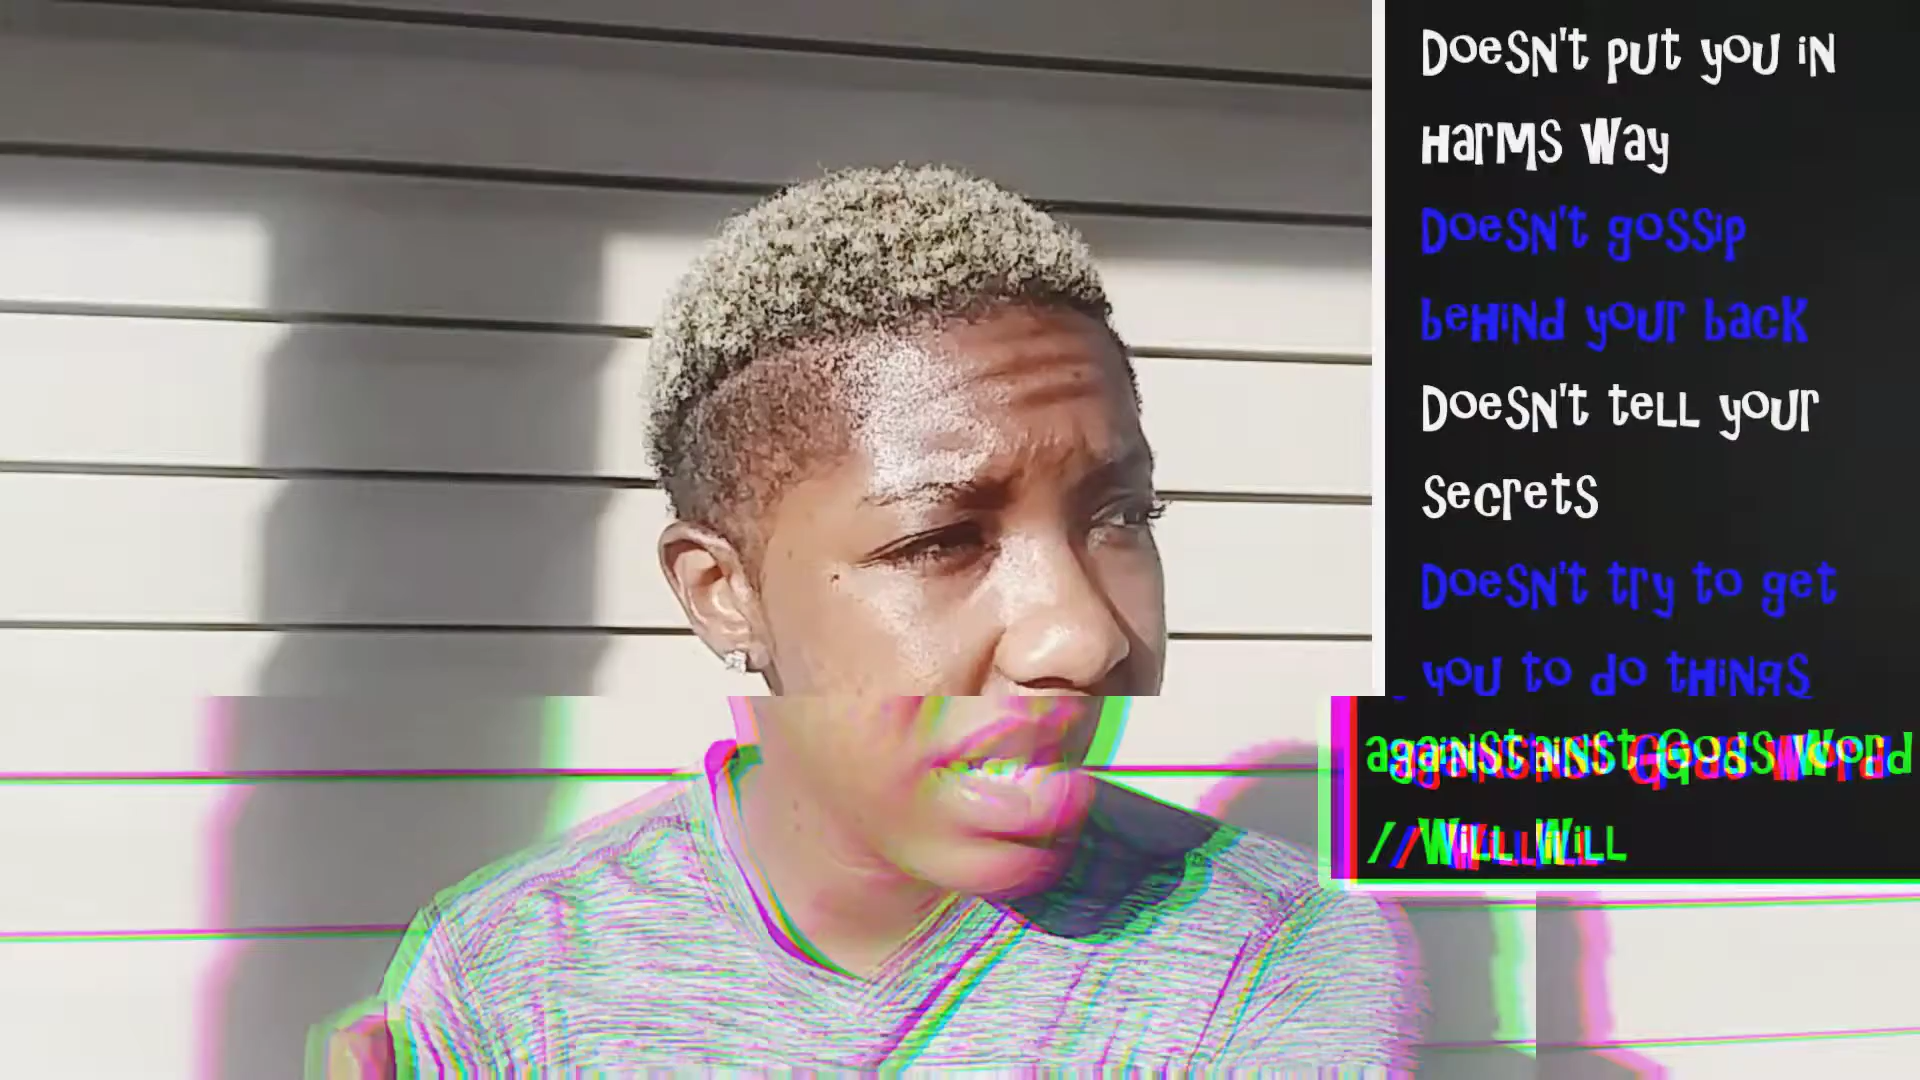 Doesn't put you in
Harms Way
Doesn't gossip
behind your back
Doesn't tell your
Secrets
Doesn't try to get
you to do things
against Gods Word
// Will